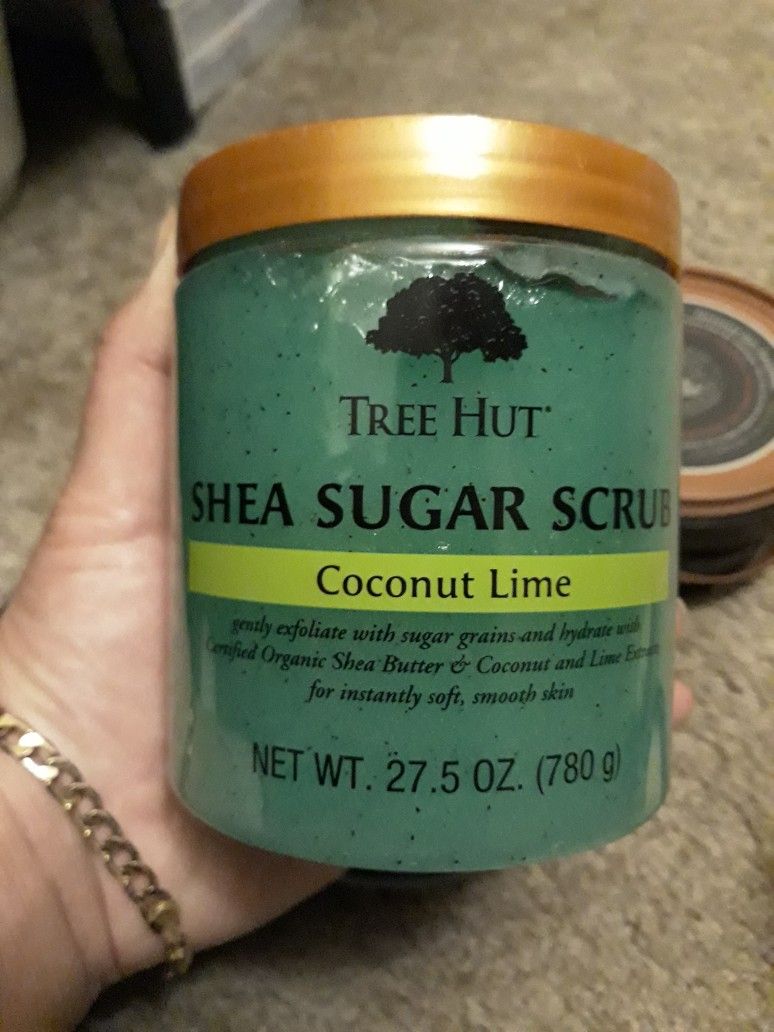 TREE HUT
SHEA SUGAR SCRUB
Coconut Lime
gently exfoliate with sugar grains and hydrate with
Certified Organic Shea Butter & Coconut and Lime Extracts
for instantly soft, smooth skin
NET WT. 27.5 OZ. (780 g)